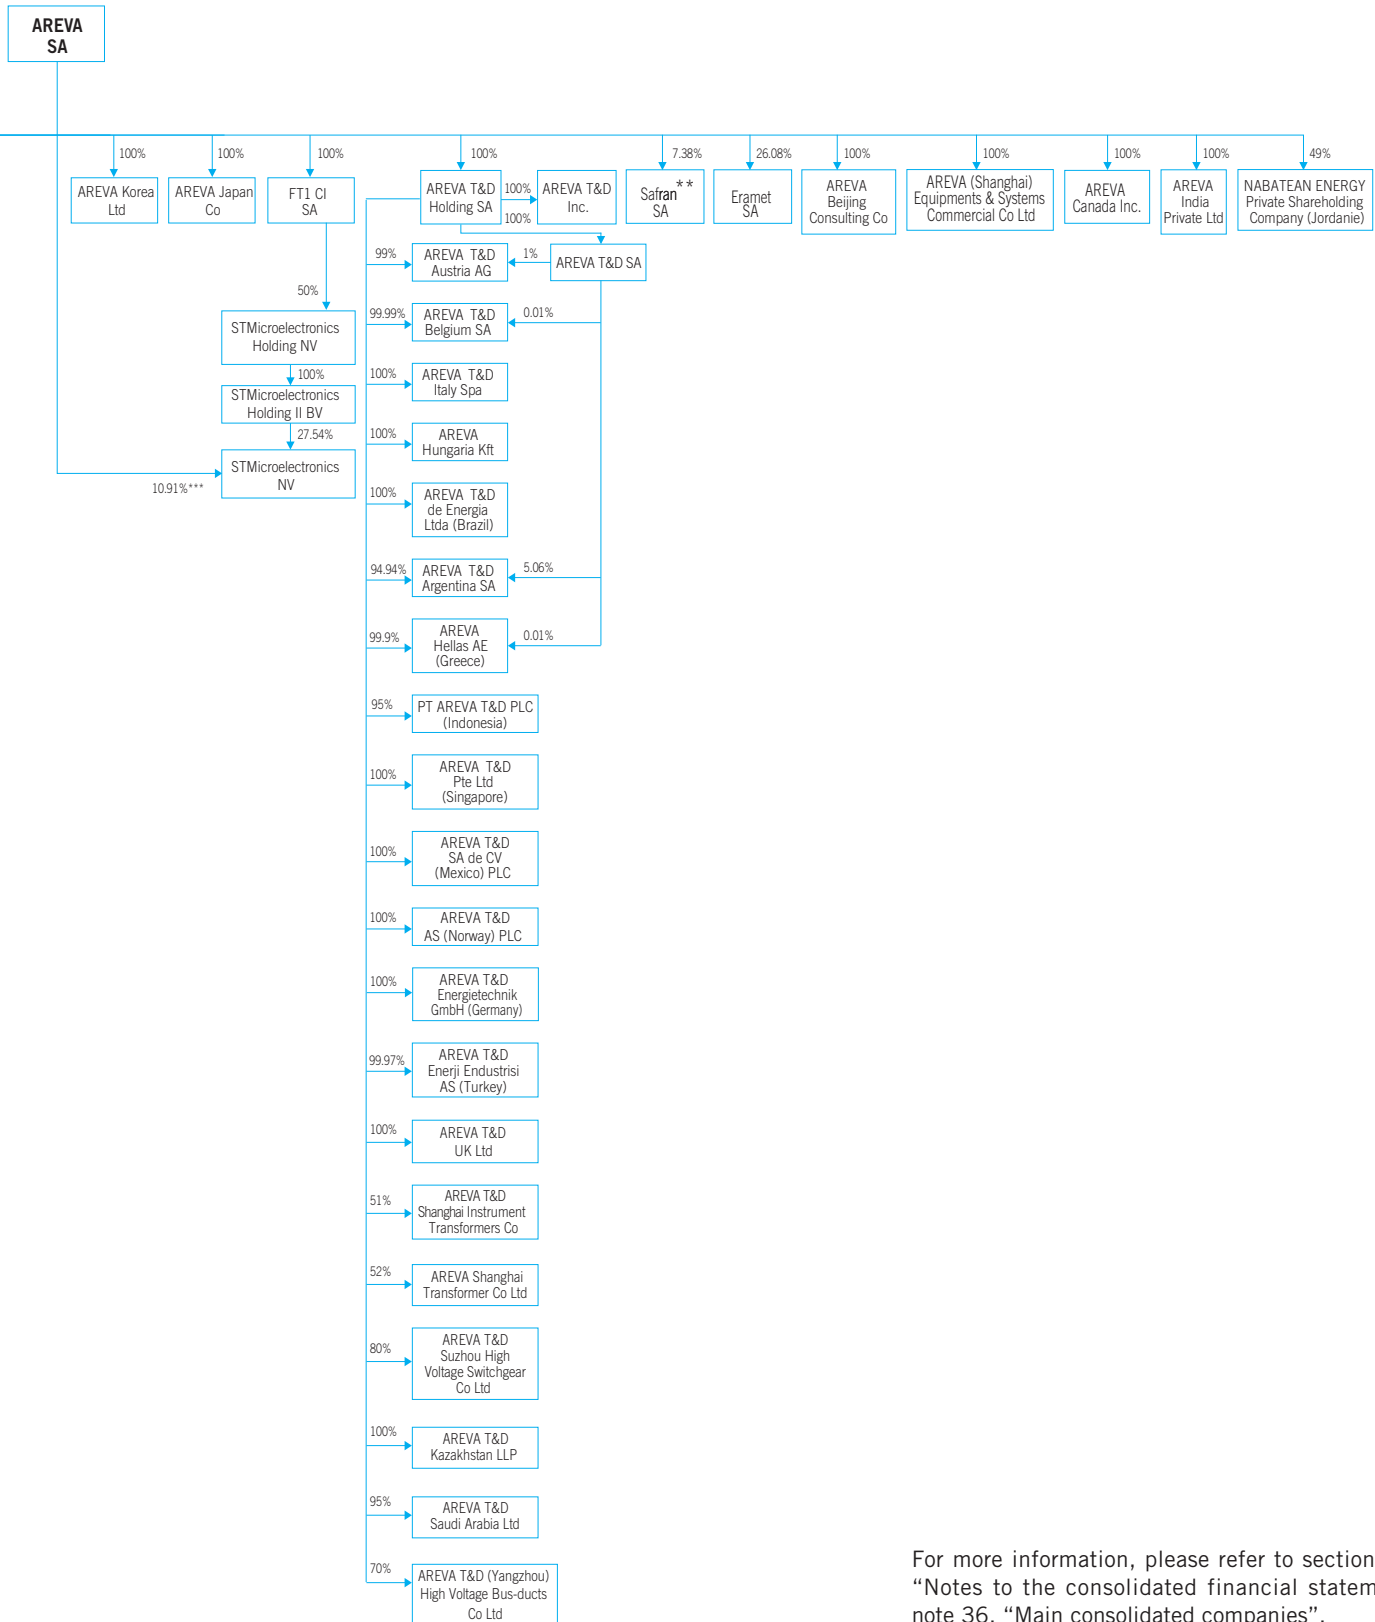 AREVA
SA
100%
100%
100%
100%
7.38%
26.08%
100%
100%
100%
100%
49%
AREVA Korea
Ltd
AREVA Japan
Co
FT1 CI
SA
AREVA T&D
Holding SA
100%
100%
AREVA T&D
Inc.
Safran**
SA
Eramet
SA
AREVA
Beijing
Consulting Co
AREVA (Shanghai)
Equipments & Systems
Commercial Co Ltd
AREVA
Canada Inc.
AREVA
India
Private Ltd
NABATEAN ENERGY
Private Shareholding
Company (Jordanie)
50%
STMicroelectronics
Holding NV
100%
STMicroelectronics
Holding II BV
27.54%
STMicroelectronics
NV
10.91%***
99%
AREVA T&D
Austria AG
1%
AREVA T&D SA
99.99%
AREVA T&D
Belgium SA
0.01%
100%
AREVA T&D
Italy Spa
100%
AREVA
Hungaria Kft
100%
AREVA T&D
de Energia
Ltda (Brazil)
94.94%
AREVA T&D
Argentina SA
5.06%
99.9%
AREVA
Hellas AE
(Greece)
0.01%
95%
PT AREVA T&D PLC
(Indonesia)
100%
AREVA T&D
Pte Ltd
(Singapore)
100%
AREVA T&D
SA de CV
(Mexico) PLC
100%
AREVA T&D
AS (Norway) PLC
100%
AREVA T&D
Energietechnik
GmbH (Germany)
99.97%
AREVA T&D
Enerji Endustrisi
AS (Turkey)
100%
AREVA T&D
UK Ltd
51%
AREVA T&D
Shanghai Instrument
Transformers Co
52%
AREVA Shanghai
Transformer Co Ltd
80%
AREVA T&D
Suzhou High
Voltage Switchgear
Co Ltd
100%
AREVA T&D
Kazakhstan LLP
95%
AREVA T&D
Saudi Arabia Ltd
70%
AREVA T&D (Yangzhou)
High Voltage Bus-ducts
Co Ltd
For more information, please refer to section
"Notes to the consolidated financial statem
note 36. "Main consolidated companies".